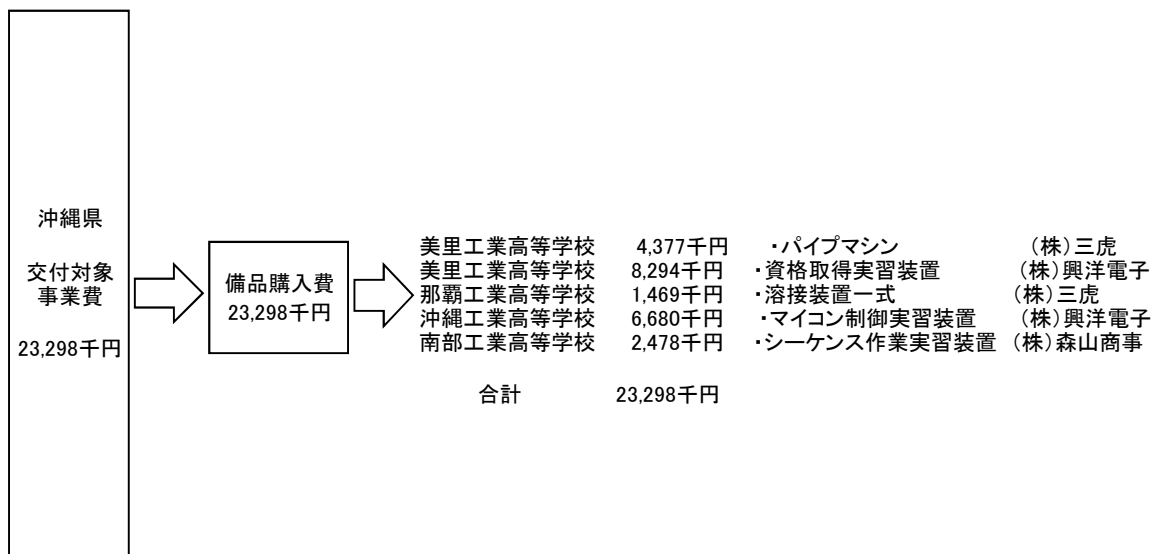 沖縄県
交付対象
事業費
23,298千円
備品購入費
23,298千円
美里工業高等学校 4,377千円 ・パイプマシン (株)三虎
美里工業高等学校 8,294千円 ・資格取得実習装置 (株)興洋電子
那覇工業高等学校 1,469千円 ・溶接装置一式 (株)三虎
沖縄工業高等学校 6,680千円 ・マイコン制御実習装置 (株)興洋電子
南部工業高等学校 2,478千円 ・シーケンス作業実習装置 (株)森山商事
合計 23,298千円